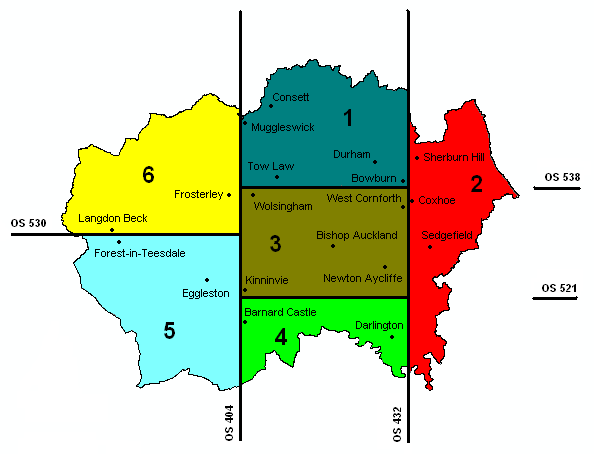 Consett
Muggleswick
1
Durham
Sherburn Hill
Tow Law
6
Bowburn
2
OS 538
Frosterley
Wolsingham
West Cornforth
Coxhoe
Langdon Beck
OS 530
Bishop Auckland
Sedgefield
3
Forest-in-Teesdale
Newton Aycliffe
Kinninvie
Eggleston
OS 521
Barnard Castle
Darlington
5
4
OS 404
OS 432